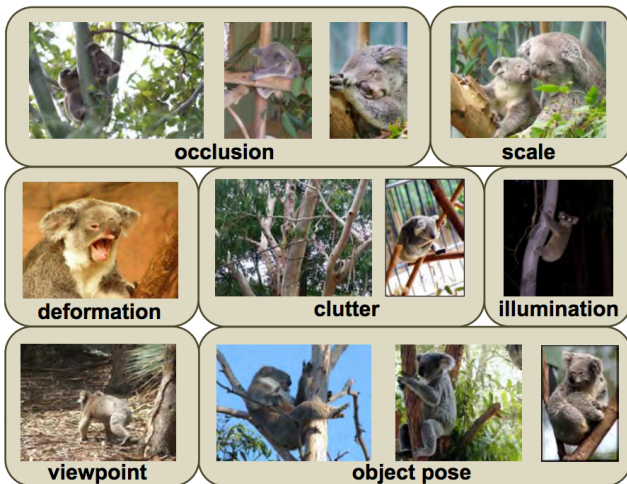 occlusion
scale
deformation
clutter
illumination
viewpoint
object pose